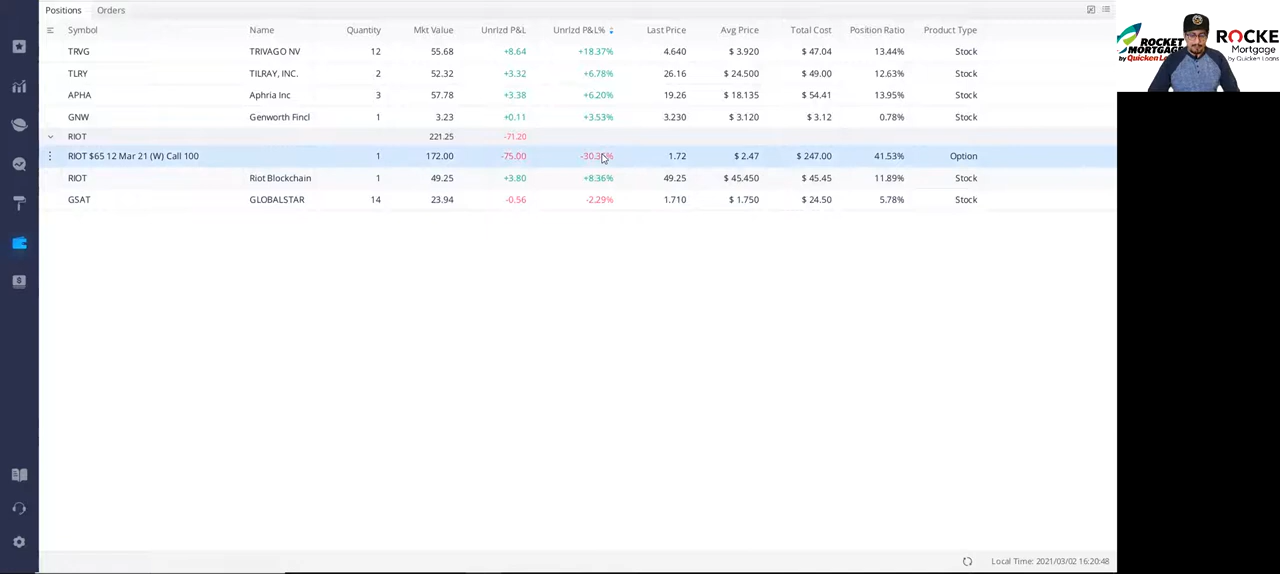 Positions Orders
Symbol Name Quantity Mkt Value Unrlzd P&L Unrlzd P&L% Last Price Avg Price Total Cost Position Ratio Product Type
TRVG TRIVAGO NV 12 55.68 +8.64 +18.37% 4.640 $ 3.920 $ 47.04 13.44% Stock
TLRY TILRAY, INC. 2 52.32 +3.32 +6.78% 26.16 $ 24.500 $ 49.00 12.63% Stock
APHA Aphria Inc 3 57.78 +3.38 +6.20% 19.26 $ 18.135 $ 54.41 13.95% Stock
GNW Genworth Fincl 1 3.23 +0.11 +3.53% 3.230 $ 3.120 $ 3.12 0.78% Stock
RIOT 221.25 -71.20
RIOT $65 12 Mar 21 (W) Call 100 1 172.00 -75.00 1.72 $ 2.47 $ 247.00 41.53% Option
RIOT Riot Blockchain 1 49.25 +3.80 +8.36% 49.25 $ 45.450 $ 45.45 11.89% Stock
GSAT GLOBALSTAR 14 23.94 -0.56 -2.29% 1.710 $ 1.750 $ 24.50 5.78% Stock
Local Time: 2021/03/02 16:20:48
ROCKET
MORTGAGE
by Quicken
ROCKE
Mortgage
by Quicken Loans